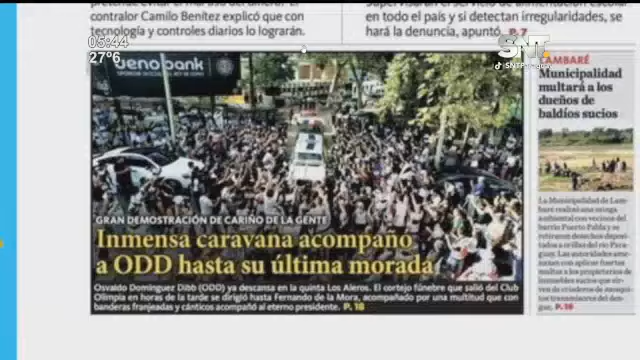 contralor Camilo Benítez explicó que con
tecnología y controles diarios lo lograrán.
en todo el país y si detectan irregularidades, se
hará la denuncia, apuntó. P. 7
05:44
27°6
SNT
ueno bank
LAMBARÉ
Municipalidad
multará a los
dueños de
baldíos sucios
GRAN DEMOSTRACIÓN DE CARIÑO DE LA GENTE
Inmensa caravana acompañó
a ODD hasta su última morada
Osvaldo Domínguez Dibb (ODD) ya descansa en la quinta Los Aleros. El cortejo fúnebre que salió del Club
Olimpia en horas de la tarde se dirigió hasta Fernando de la Mora, acompañado por una multitud que con
banderas franjeadas y cánticos acompañó al eterno presidente. P. 18
La Municipalidad de Lam-
baré realizó una minga
ambiental con vecinos del
barrio Puerto Pabla y se
retiraron desechos deposi-
tados a orillas del río Para-
guay. Las autoridades ame-
nazan con aplicar fuertes
multas a los propietarios de
inmuebles sucios que sir-
ven de criaderos de mosqui-
tos transmisores del den-
gue. P. 16